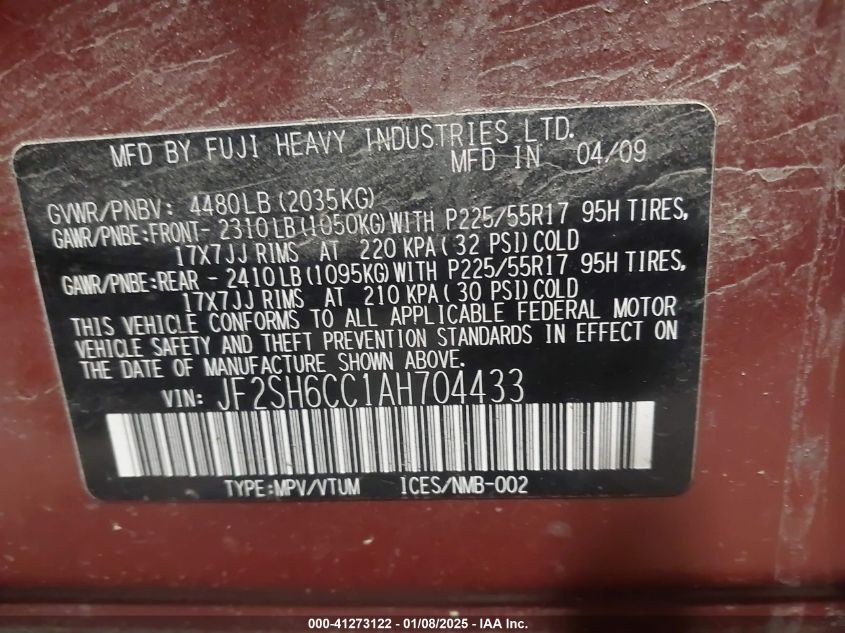 MFD BY FUJI HEAVY INDUSTRIES LTD.
MFD IN 04/09
GVWR/PNBV: 4480LB(2035KG)
GAWR/PNBE:FRONT- 2310LB(1050KG)WITH P225/55R17 95H TIRES,
17X7JJ RIMS AT 220 KPA(32 PSI)COLD
GAWR/PNBE:REAR - 2410LB(1095KG)WITH P225/55R17 95H TIRES,
17X7JJ RIMS AT 210 KPA(30 PSI)COLD
THIS VEHICLE CONFORMS TO ALL APPLICABLE FEDERAL MOTOR
VEHICLE SAFETY AND THEFT PREVENTION STANDARDS IN EFFECT ON
THE DATE OF MANUFACTURE SHOWN ABOVE.
VIN: JF2SH6CC1AH704433
TYPE:MPV/VTUM ICES/NMB-002
000-41273122 - 01/08/2025 - IAA Inc.